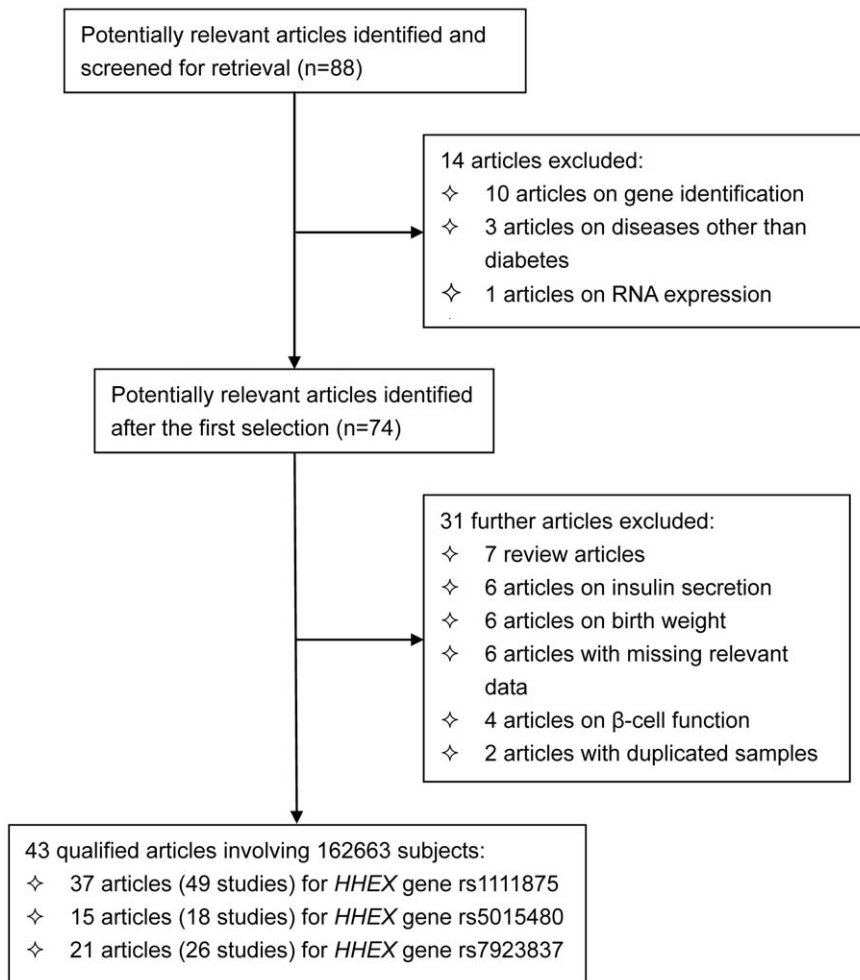 Potentially relevant articles identified and
screened for retrieval (n=88)
14 articles excluded:
✧ 10 articles on gene identification
✧ 3 articles on diseases other than
diabetes
✧ 1 articles on RNA expression
Potentially relevant articles identified
after the first selection (n=74)
31 further articles excluded:
✧ 7 review articles
✧ 6 articles on insulin secretion
✧ 6 articles on birth weight
✧ 6 articles with missing relevant
data
✧ 4 articles on β-cell function
✧ 2 articles with duplicated samples
43 qualified articles involving 162663 subjects:
✧ 37 articles (49 studies) for HHEX gene rs1111875
✧ 15 articles (18 studies) for HHEX gene rs5015480
✧ 21 articles (26 studies) for HHEX gene rs7923837